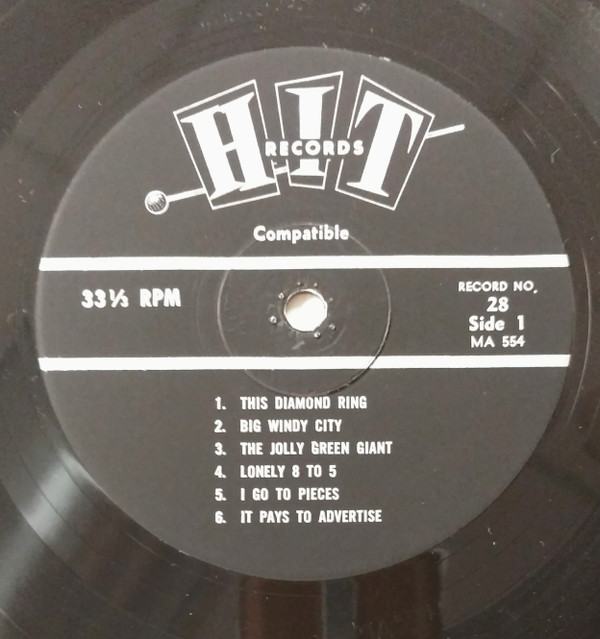 HIT
RECORDS
Compatible
33⅓ RPM
RECORD NO.
28
Side 1
MA 554
1. THIS DIAMOND RING
2. BIG WINDY CITY
3. THE JOLLY GREEN GIANT
4. LONELY 8 TO 5
5. I GO TO PIECES
6. IT PAYS TO ADVERTISE